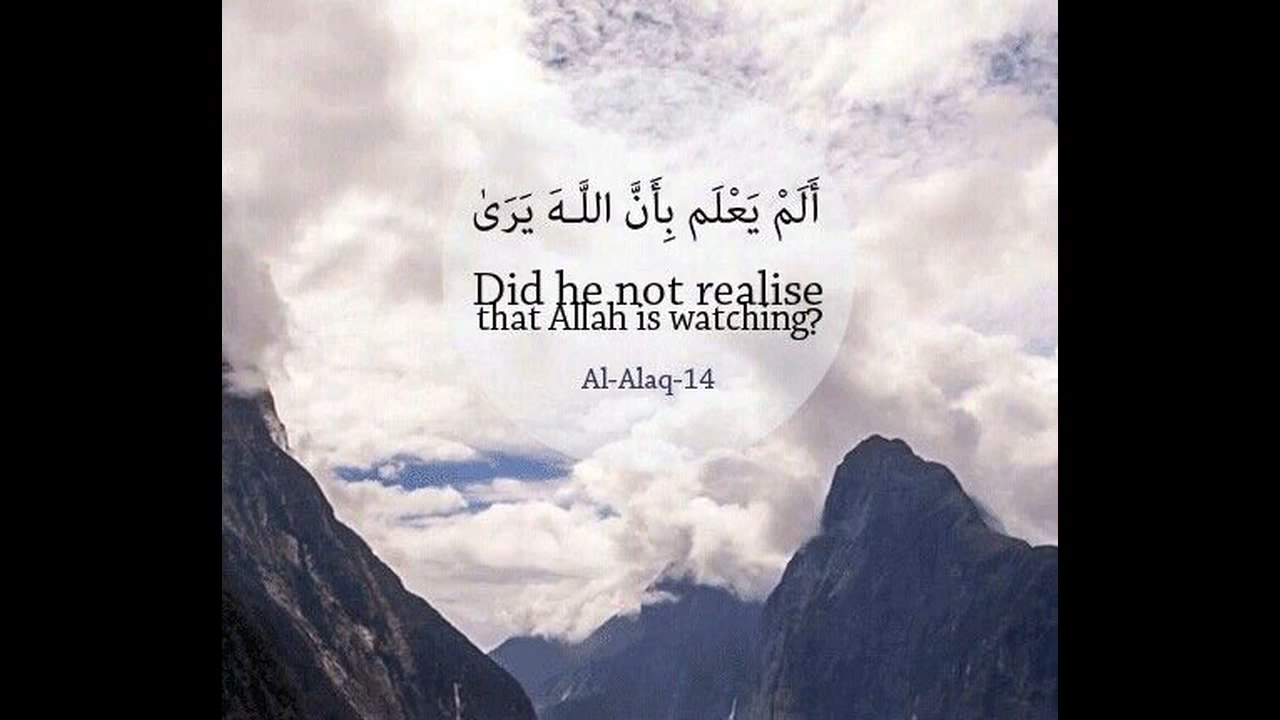 أَلَمْ يَعْلَم بِأَنَّ اللَّـهَ يَرَىٰ
Did he not realise
that Allah is watching?
Al-Alaq-14